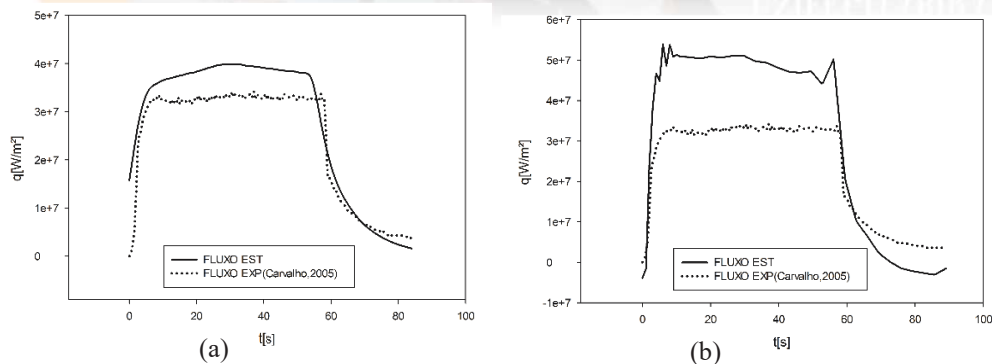 5e+7
4e+7
3e+7
2e+7
1e+7
0
q[W/m²]
FLUXO EST
FLUXO EXP(Carvalho,2005)
0 20 40 60 80 100
t[s]
(a)
6e+7
5e+7
4e+7
3e+7
2e+7
1e+7
0
-1e+7
q[W/m²]
FLUXO EST
FLUXO EXP(Carvalho,2005)
0 20 40 60 80 100
t[s]
(b)